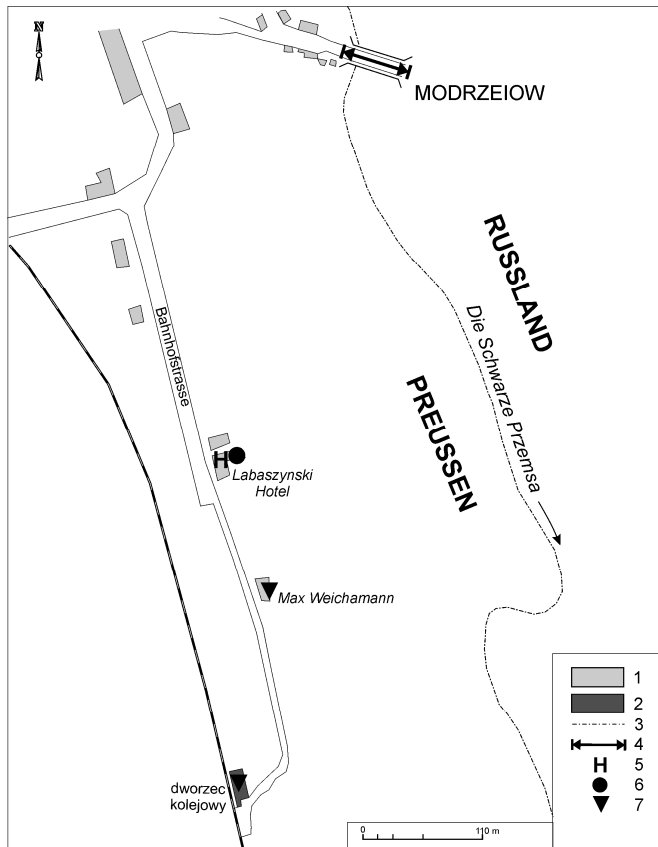 N
MODRZEIOW
RUSSLAND
Die Schwarze Przemsa
PREUSSEN
Bahnhofstrasse
H
Labaszynski
Hotel
Max Weichamann
dworzec
kolejowy
1
2
3
4
H 5
6
7
0 110 m